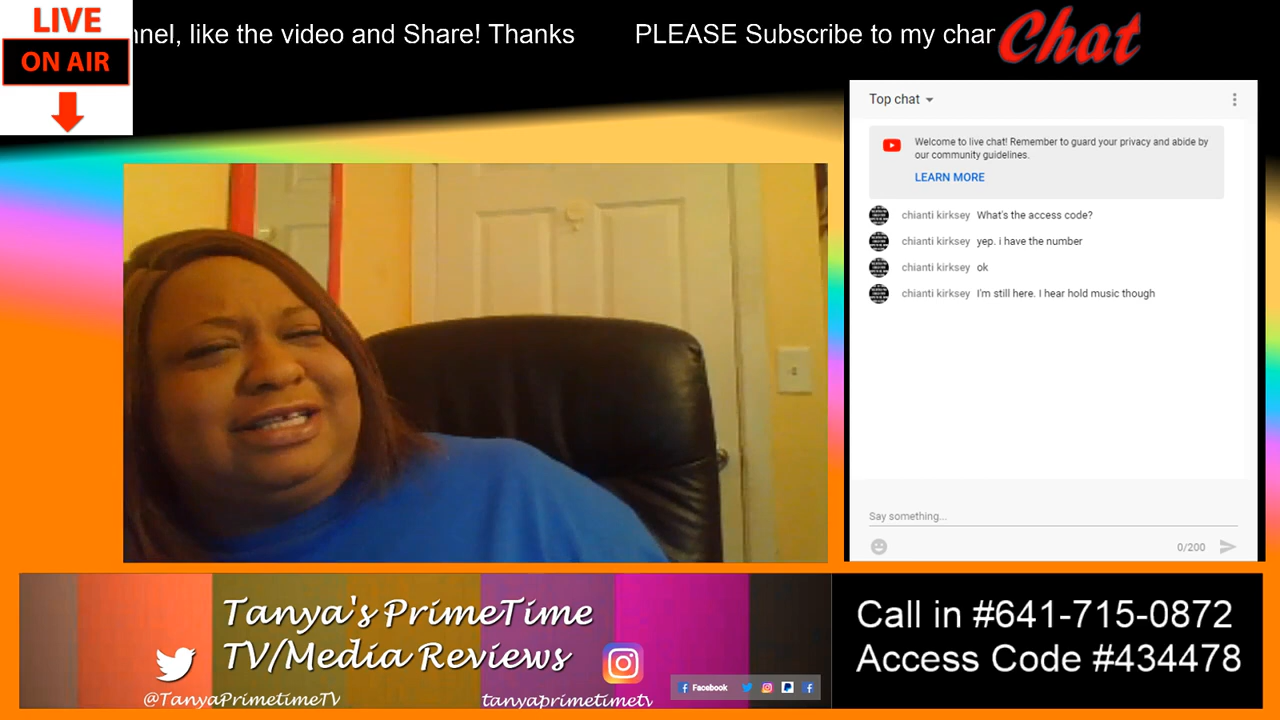 LIVE
ON AIR
nnel, like the video and Share! Thanks PLEASE Subscribe to my char
Chat
Top chat
Welcome to live chat! Remember to guard your privacy and abide by
our community guidelines.
LEARN MORE
chianti kirksey What's the access code?
chianti kirksey yep. i have the number
chianti kirksey ok
chianti kirksey I'm still here. I hear hold music though
Say something...
0/200
Tanya's PrimeTime
TV/Media Reviews
@TanyaPrimetimeTV
tanyaprimetimetv
Facebook
Call in #641-715-0872
Access Code #434478